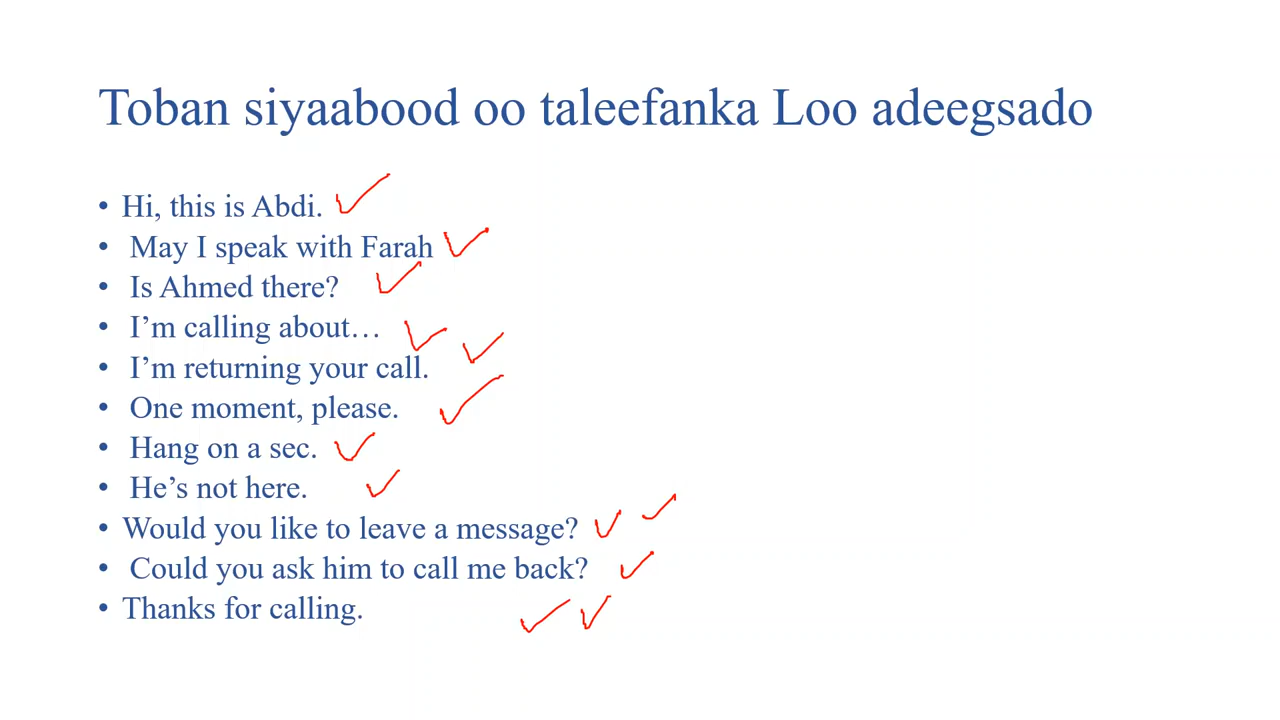 Toban siyaabood oo taleefanka Loo adeegsado
• Hi, this is Abdi.
• May I speak with Farah
• Is Ahmed there?
• I’m calling about…
• I’m returning your call.
• One moment, please.
• Hang on a sec.
• He’s not here.
• Would you like to leave a message?
• Could you ask him to call me back?
• Thanks for calling.